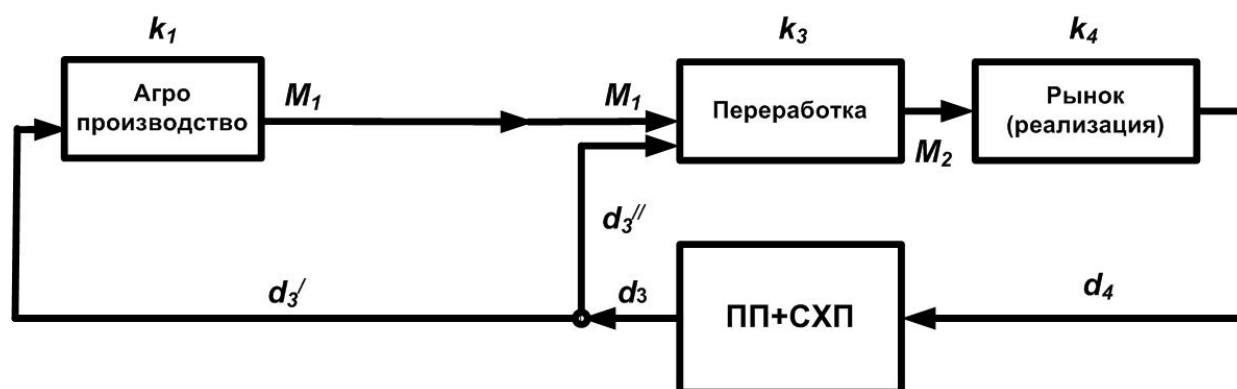 k1
k3
k4
Агро
производство
M1
M1
Переработка
Рынок
(реализация)
M2
d3//
d3/
d3
ПП+СХП
d4